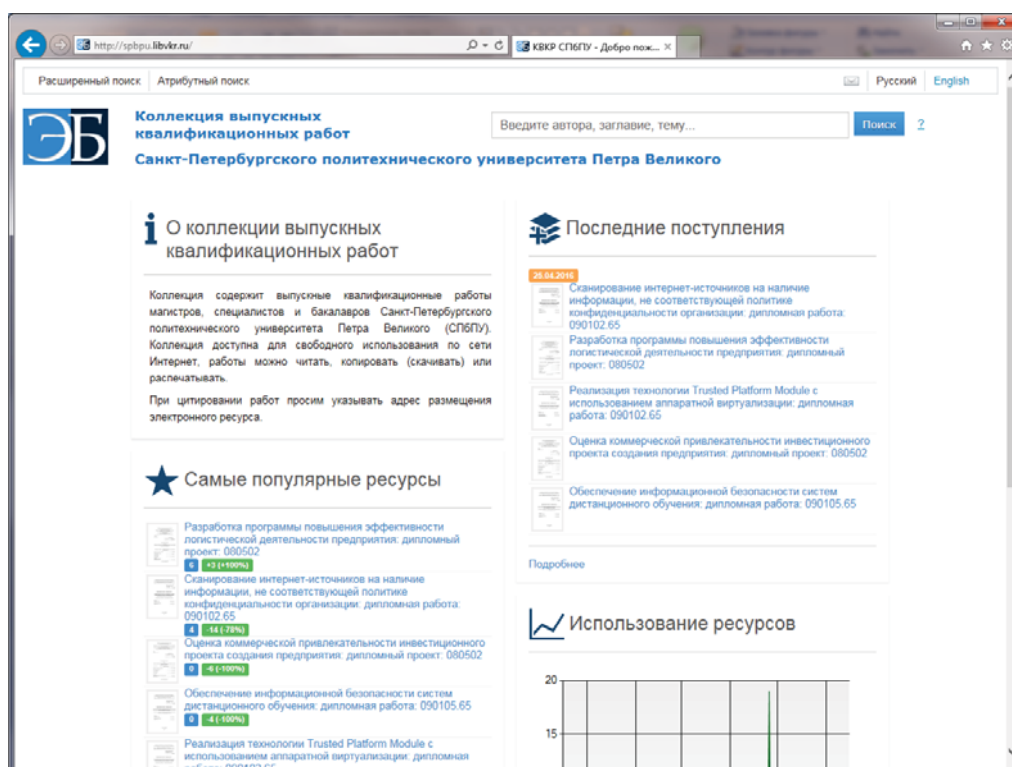 http://spbpu.libvkr.ru/
КВКР СПбПУ - Добро пож...
Расширенный поиск Атрибутный поиск
Русский English
ЭБ
Коллекция выпускных
квалификационных работ
Введите автора, заглавие, тему...
Поиск ?
Санкт-Петербургского политехнического университета Петра Великого
О коллекции выпускных
квалификационных работ
Коллекция содержит выпускные квалификационные работы
магистров, специалистов и бакалавров Санкт-Петербургского
политехнического университета Петра Великого (СПбПУ).
Коллекция доступна для свободного использования по сети
Интернет, работы можно читать, копировать (скачивать) или
распечатывать.
При цитировании работ просим указывать адрес размещения
электронного ресурса.
Самые популярные ресурсы
Разработка программы повышения эффективности
логистической деятельности предприятия: дипломный
проект: 080502
6 +3 (+100%)
Сканирование интернет-источников на наличие
информации, не соответствующей политике
конфиденциальности организации: дипломная работа:
090102.65
4 -14 (-78%)
Оценка коммерческой привлекательности инвестиционного
проекта создания предприятия: дипломный проект: 080502
0 -6 (-100%)
Обеспечение информационной безопасности систем
дистанционного обучения: дипломная работа: 090105.65
0 -4 (-100%)
Реализация технологии Trusted Platform Module с
использованием аппаратной виртуализации: дипломная
работа: 090102.65
Последние поступления
28.04.2016
Сканирование интернет-источников на наличие
информации, не соответствующей политике
конфиденциальности организации: дипломная работа:
090102.65
Разработка программы повышения эффективности
логистической деятельности предприятия: дипломный
проект: 080502
Реализация технологии Trusted Platform Module с
использованием аппаратной виртуализации: дипломная
работа: 090102.65
Оценка коммерческой привлекательности инвестиционного
проекта создания предприятия: дипломный проект: 080502
Обеспечение информационной безопасности систем
дистанционного обучения: дипломная работа: 090105.65
Подробнее
Использование ресурсов
20
15